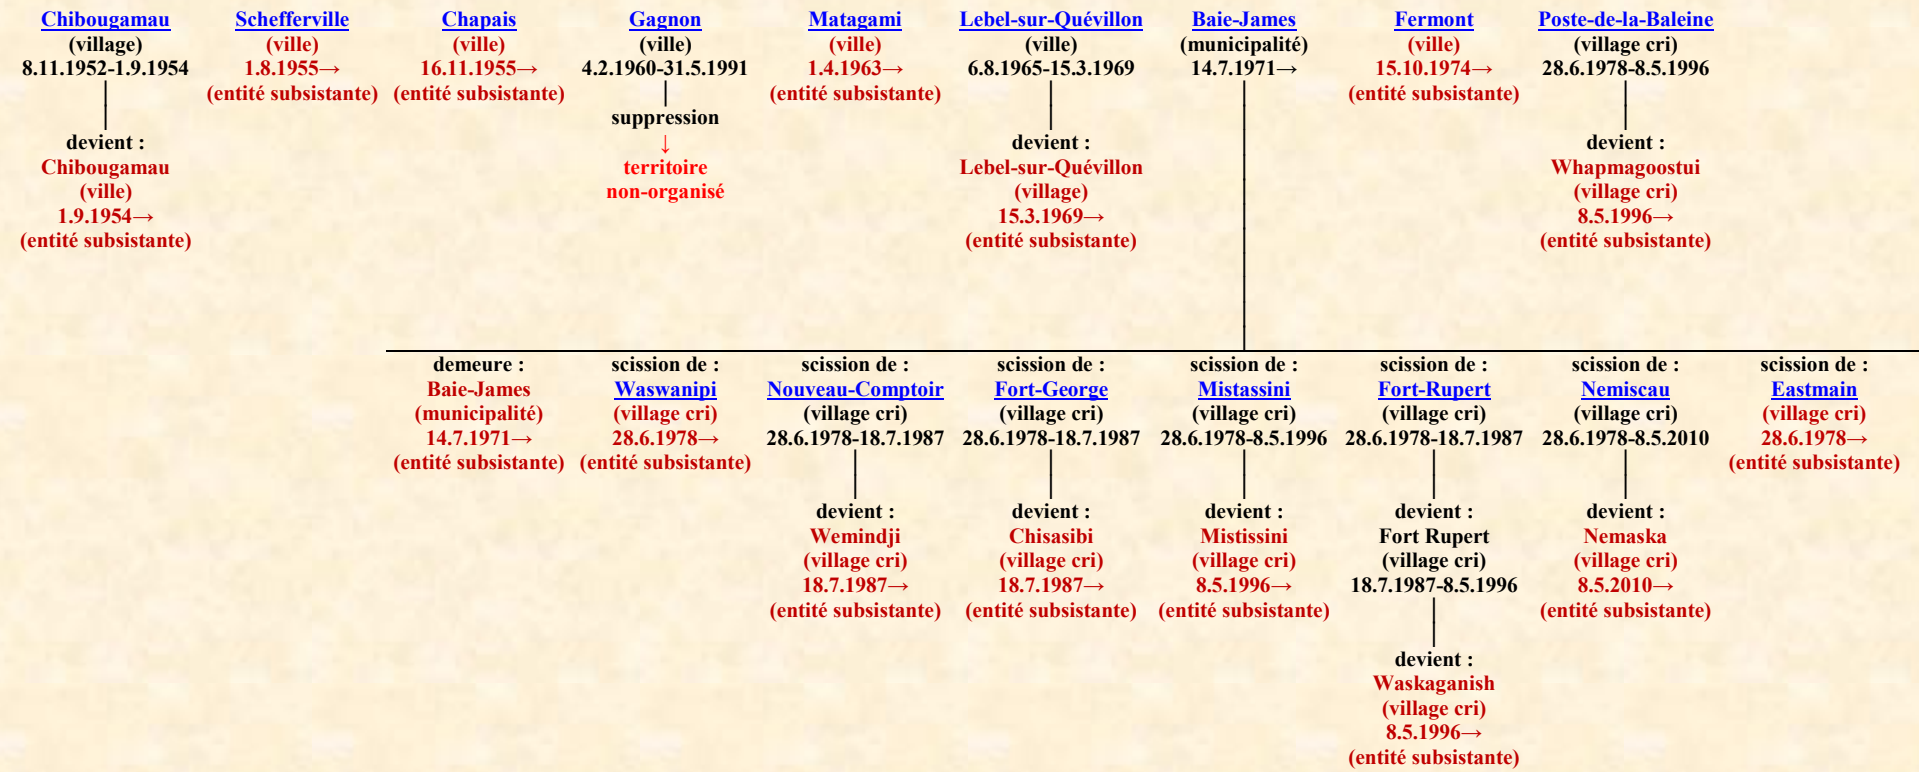 Chibougamau
(village)
8.11.1952-1.9.1954
devient :
Chibougamau
(ville)
1.9.1954→
(entité subsistante)
Schefferville
(ville)
1.8.1955→
(entité subsistante)
Chapais
(ville)
16.11.1955→
(entité subsistante)
Gagnon
(ville)
4.2.1960-31.5.1991
suppression
↓
territoire
non-organisé
Matagami
(ville)
1.4.1963→
(entité subsistante)
Lebel-sur-Quévillon
(ville)
6.8.1965-15.3.1969
devient :
Lebel-sur-Quévillon
(village)
15.3.1969→
(entité subsistante)
Baie-James
(municipalité)
14.7.1971→
Fermont
(ville)
15.10.1974→
(entité subsistante)
Poste-de-la-Baleine
(village cri)
28.6.1978-8.5.1996
devient :
Whapmagoostui
(village cri)
8.5.1996→
(entité subsistante)
demeure :
Baie-James
(municipalité)
14.7.1971→
(entité subsistante)
scission de :
Waswanipi
(village cri)
28.6.1978→
(entité subsistante)
scission de :
Nouveau-Comptoir
(village cri)
28.6.1978-18.7.1987
devient :
Wemindji
(village cri)
18.7.1987→
(entité subsistante)
scission de :
Fort-George
(village cri)
28.6.1978-18.7.1987
devient :
Chisasibi
(village cri)
18.7.1987→
(entité subsistante)
scission de :
Mistassini
(village cri)
28.6.1978-8.5.1996
devient :
Mistissini
(village cri)
8.5.1996→
(entité subsistante)
scission de :
Fort-Rupert
(village cri)
28.6.1978-18.7.1987
devient :
Fort Rupert
(village cri)
18.7.1987-8.5.1996
devient :
Waskaganish
(village cri)
8.5.1996→
(entité subsistante)
scission de :
Nemiscau
(village cri)
28.6.1978-8.5.2010
devient :
Nemaska
(village cri)
8.5.2010→
(entité subsistante)
scission de :
Eastmain
(village cri)
28.6.1978→
(entité subsistante)